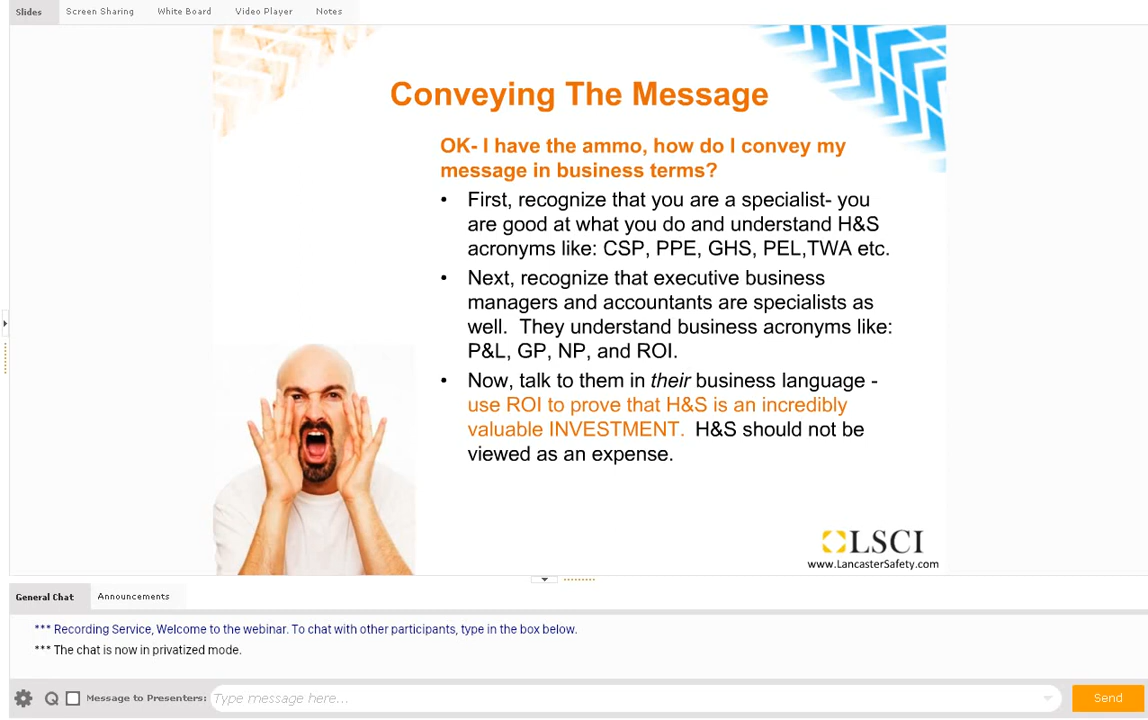 Slides Screen Sharing White Board Video Player Notes
Conveying The Message
OK- I have the ammo, how do I convey my
message in business terms?
• First, recognize that you are a specialist- you
are good at what you do and understand H&S
acronyms like: CSP, PPE, GHS, PEL,TWA etc.
• Next, recognize that executive business
managers and accountants are specialists as
well. They understand business acronyms like:
P&L, GP, NP, and ROI.
• Now, talk to them in their business language -
use ROI to prove that H&S is an incredibly
valuable INVESTMENT. H&S should not be
viewed as an expense.
LSCI
www.LancasterSafety.com
General Chat Announcements
*** Recording Service, Welcome to the webinar. To chat with other participants, type in the box below.
*** The chat is now in privatized mode.
Message to Presenters: Type message here... Send